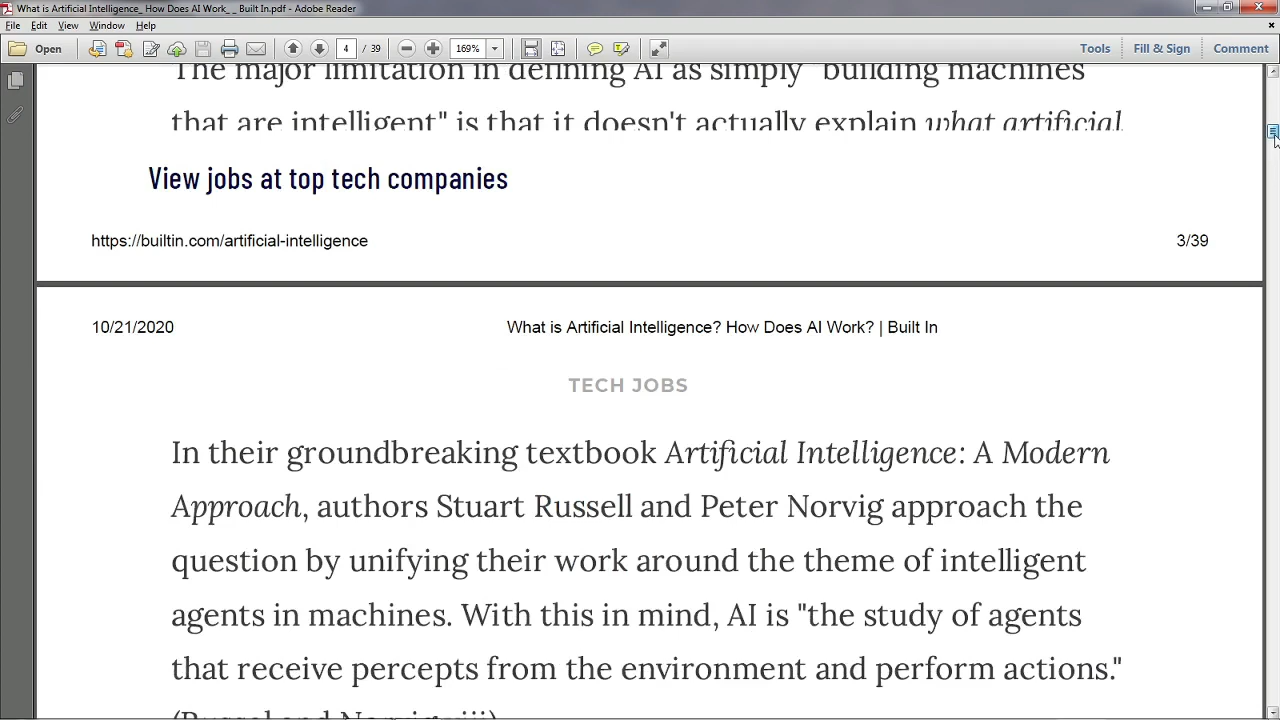 What is Artificial Intelligence_ How Does AI Work_ _ Built In.pdf - Adobe Reader
File Edit View Window Help
Open 4 / 39 169% Tools Fill & Sign Comment
The major limitation in defining AI as simply "building machines
that are intelligent" is that it doesn't actually explain what artificial
View jobs at top tech companies
https://builtin.com/artificial-intelligence 3/39
10/21/2020 What is Artificial Intelligence? How Does AI Work? | Built In
TECH JOBS
In their groundbreaking textbook Artificial Intelligence: A Modern
Approach, authors Stuart Russell and Peter Norvig approach the
question by unifying their work around the theme of intelligent
agents in machines. With this in mind, AI is "the study of agents
that receive percepts from the environment and perform actions."
(Russel and Norvig viii)